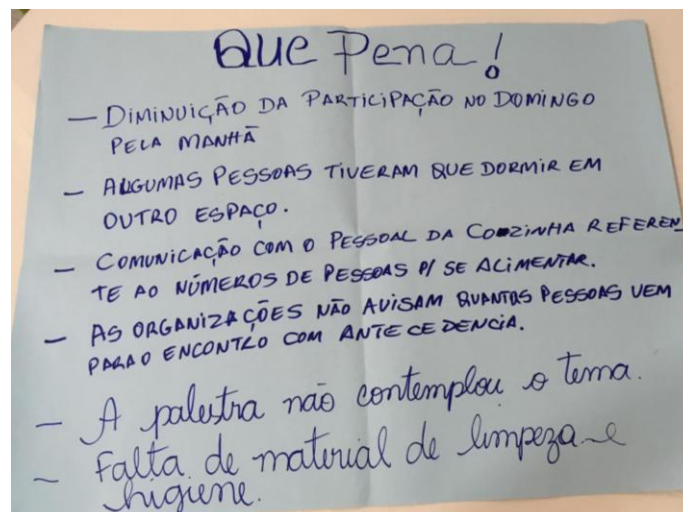 Que Pena!
— DIMINUIÇÃO DA PARTICIPAÇÃO NO DOMINGO
PELA MANHÃ
— ALGUMAS PESSOAS TIVERAM QUE DORMIR EM
OUTRO ESPAÇO.
— COMUNICAÇÃO COM O PESSOAL DA COZINHA REFEREN
TE AO NÚMEROS DE PESSOAS P/ SE ALIMENTAR.
— AS ORGANIZAÇÕES NÃO AVISAM QUANTAS PESSOAS VEM
PARA O ENCONTRO COM ANTECEDENCIA.
— A palestra não contemplou o tema.
— Falta de material de limpeza e
higiene.